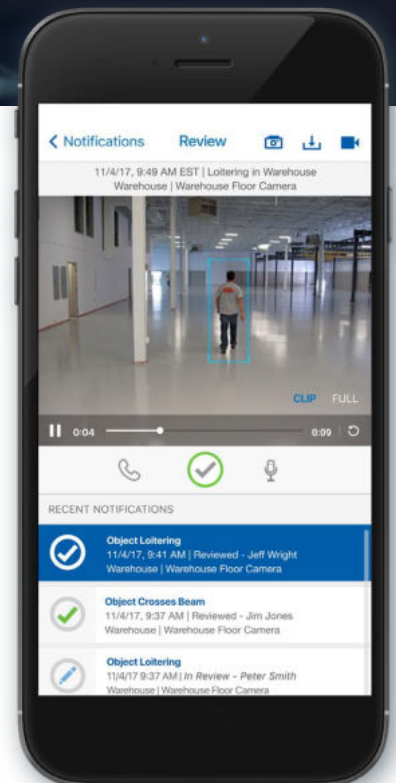 Notifications Review
11/4/17, 9:49 AM EST | Loitering in Warehouse
Warehouse | Warehouse Floor Camera
CLIP FULL
0:04 0:09
RECENT NOTIFICATIONS
Object Loitering
11/4/17, 9:41 AM | Reviewed - Jeff Wright
Warehouse | Warehouse Floor Camera
Object Crosses Beam
11/4/17, 9:37 AM | Reviewed - Jim Jones
Warehouse | Warehouse Floor Camera
Object Loitering
11/4/17 9:37 AM | In Review - Peter Smith
Warehouse | Warehouse Floor Camera